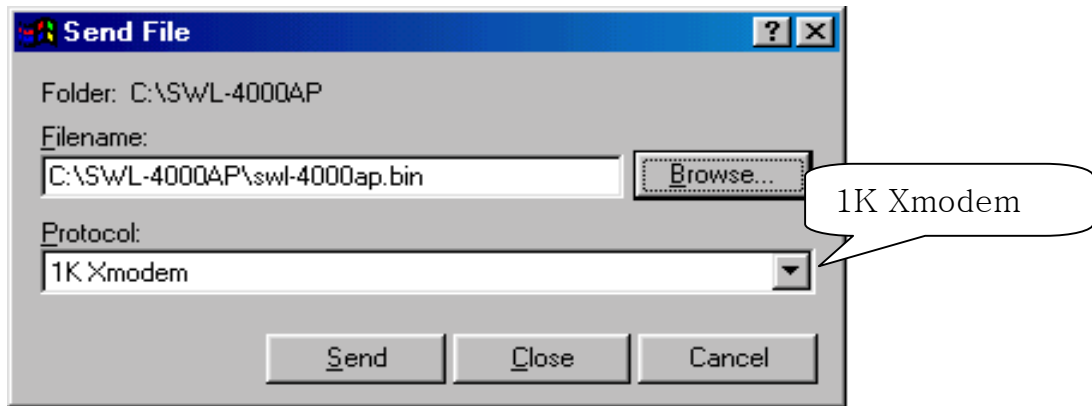 Send File
Folder: C:\SWL-4000AP
Filename:
C:\SWL-4000AP\swl-4000ap.bin
Browse...
1K Xmodem
Protocol:
1K Xmodem
Send Close Cancel